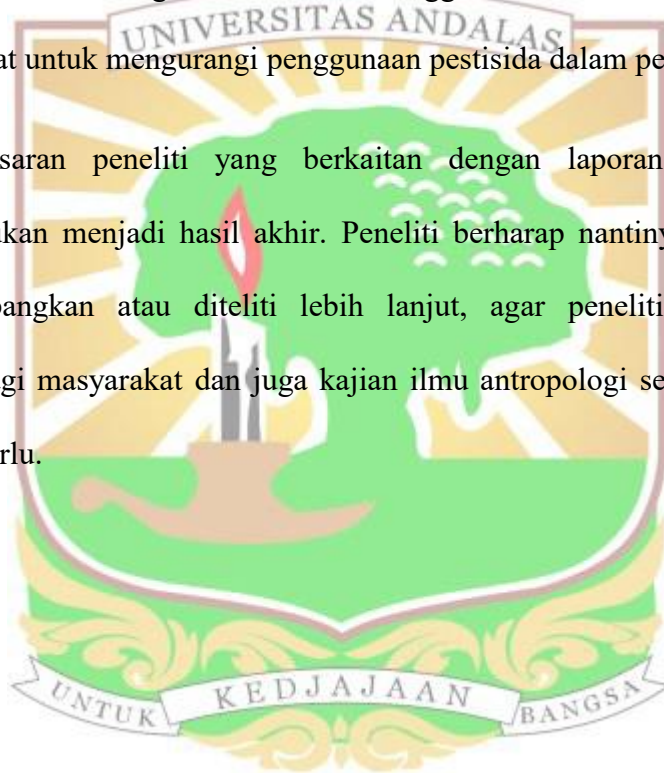 UNIVERSITAS ANDALAS
at untuk mengurangi penggunaan pestisida dalam pe
saran peneliti yang berkaitan dengan laporan
ukan menjadi hasil akhir. Peneliti berharap nantiny
bangkan atau diteliti lebih lanjut, agar peneliti
gi masyarakat dan juga kajian ilmu antropologi se
rlu.
UNTUK KEDJAJAAN BANGSA